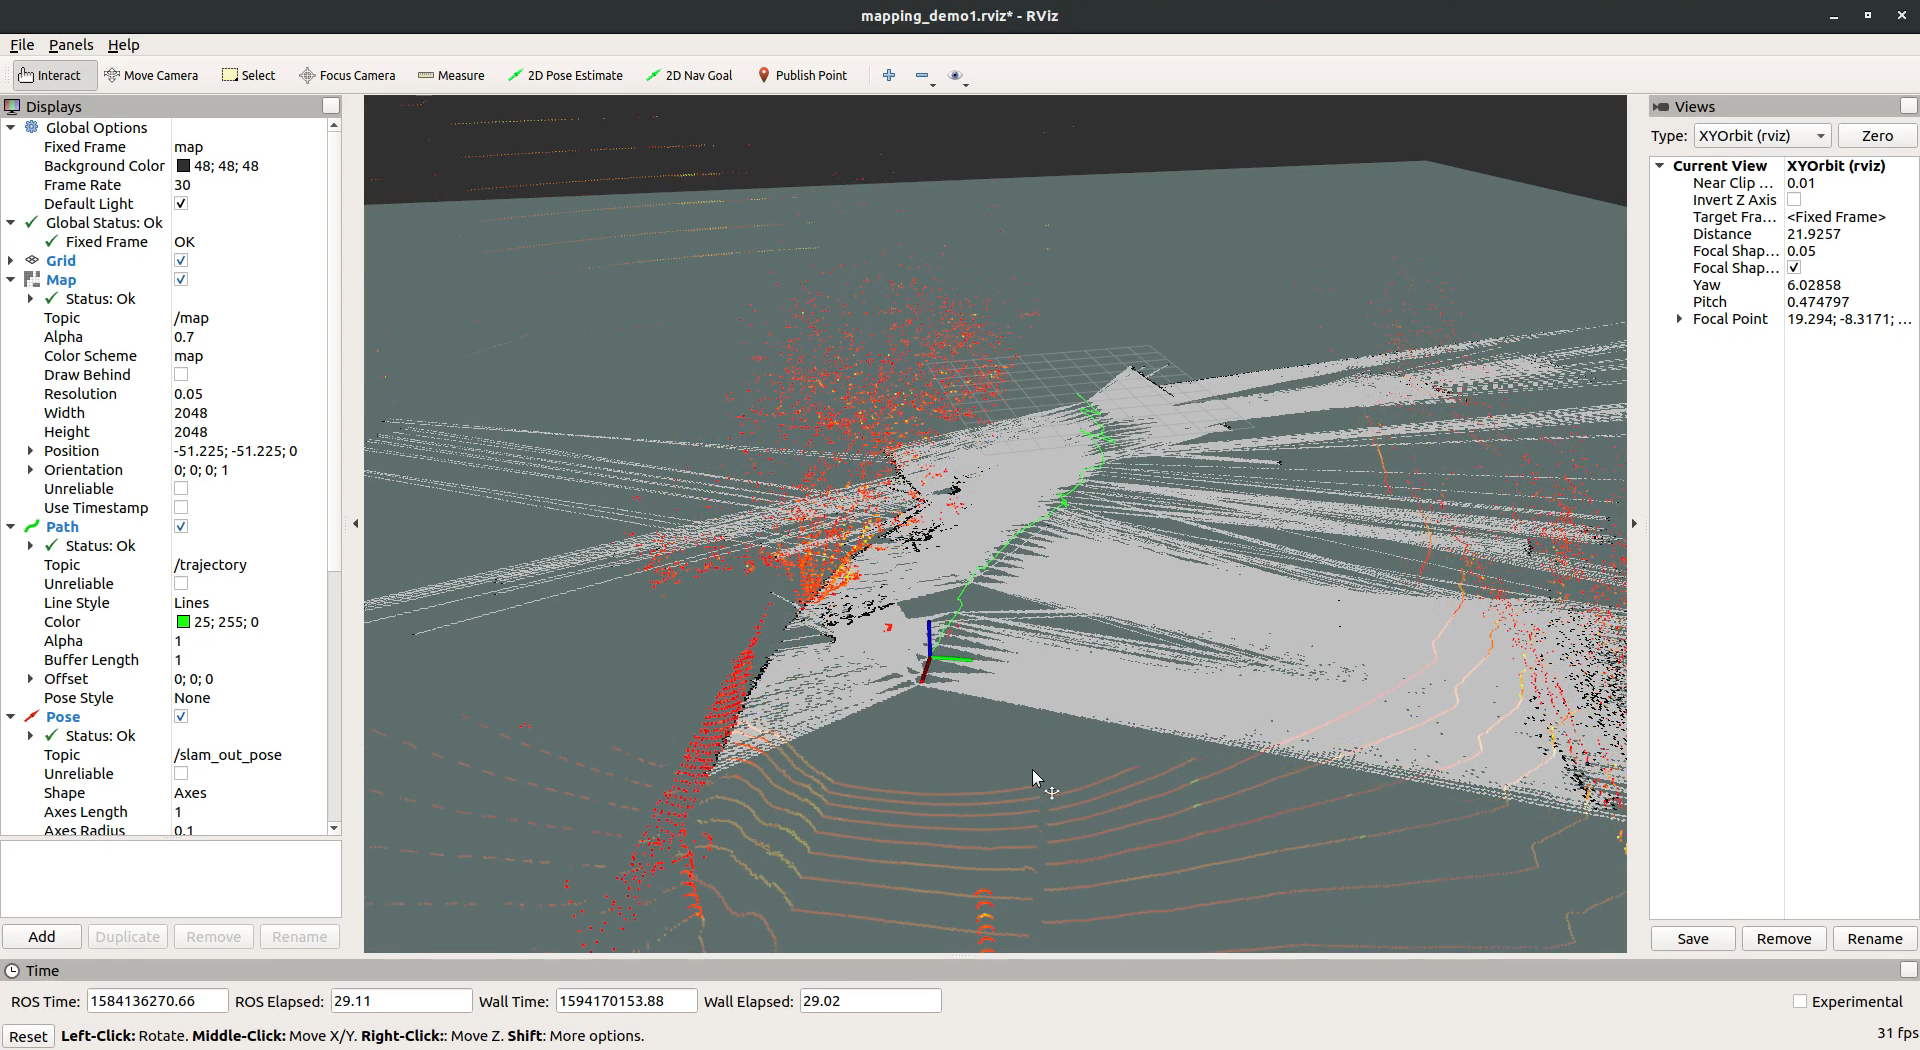 mapping_demo1.rviz* - RViz
File Panels Help
Interact Move Camera Select Focus Camera Measure 2D Pose Estimate 2D Nav Goal Publish Point
Displays
Global Options
Fixed Frame map
Background Color 48; 48; 48
Frame Rate 30
Default Light
Global Status: Ok
Fixed Frame OK
Grid
Map
Status: Ok
Topic /map
Alpha 0.7
Color Scheme map
Draw Behind
Resolution 0.05
Width 2048
Height 2048
Position -51.225; -51.225; 0
Orientation 0; 0; 0; 1
Unreliable
Use Timestamp
Path
Status: Ok
Topic /trajectory
Unreliable
Line Style Lines
Color 25; 255; 0
Alpha 1
Buffer Length 1
Offset 0; 0; 0
Pose Style None
Pose
Status: Ok
Topic /slam_out_pose
Unreliable
Shape Axes
Axes Length 1
Axes Radius 0.1
Add Duplicate Remove Rename
Views
Type: XYOrbit (rviz) Zero
Current View XYOrbit (rviz)
Near Clip ... 0.01
Invert Z Axis
Target Fra... <Fixed Frame>
Distance 21.9257
Focal Shap... 0.05
Focal Shap...
Yaw 6.02858
Pitch 0.474797
Focal Point 19.294; -8.3171; ...
Save Remove Rename
Time
ROS Time: 1584136270.66 ROS Elapsed: 29.11 Wall Time: 1594170153.88 Wall Elapsed: 29.02 Experimental
Reset Left-Click: Rotate. Middle-Click: Move X/Y. Right-Click:: Move Z. Shift: More options. 31 fps